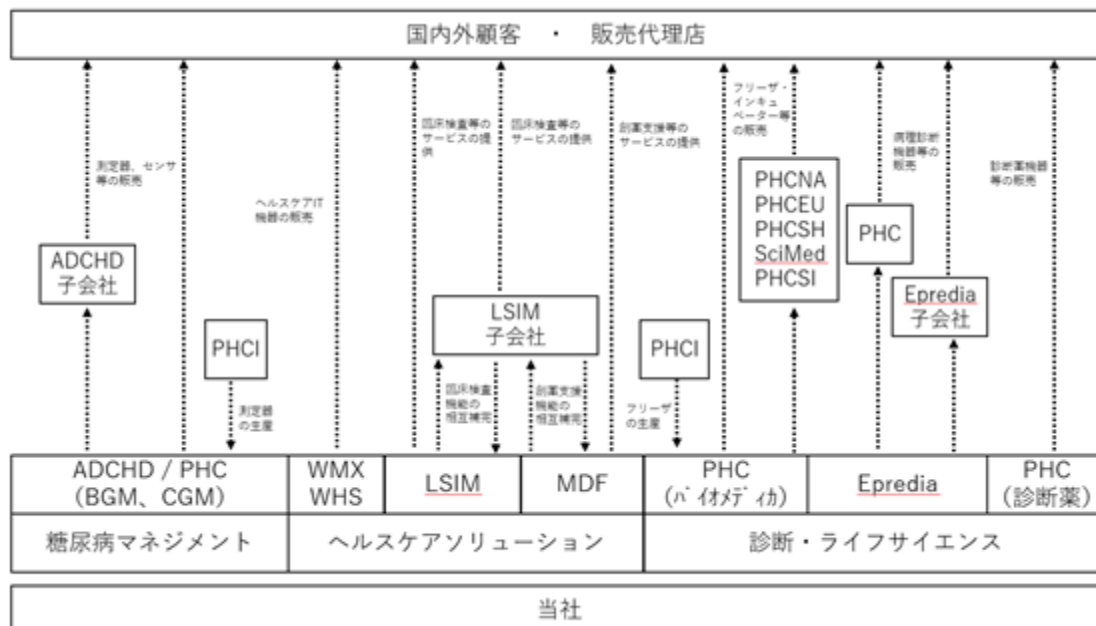 国内外顧客 ・ 販売代理店
測定器、センサ
等の販売
ヘルスケアIT
機器の販売
臨床検査等の
サービスの提
供
臨床検査等の
サービスの提供
創薬支援等の
サービスの提供
フリーザ・
インキュ
ベーター等
の販売
病理診断
機器等の
販売
診断薬機器
等の販売
ADCHD
子会社
PHCI
測定器
の生産
LSIM
子会社
臨床検査
機能の
相互補完
創薬支援
機能の
相互補完
PHCI
フリーザ
の生産
PHCNA
PHCEU
PHCSH
SciMed
PHCSI
PHC
Epredia
子会社
ADCHD / PHC
(BGM、CGM)
WMX
WHS
LSIM
MDF
PHC
(バイオメディカ)
Epredia
PHC
(診断薬)
糖尿病マネジメント
ヘルスケアソリューション
診断・ライフサイエンス
当社